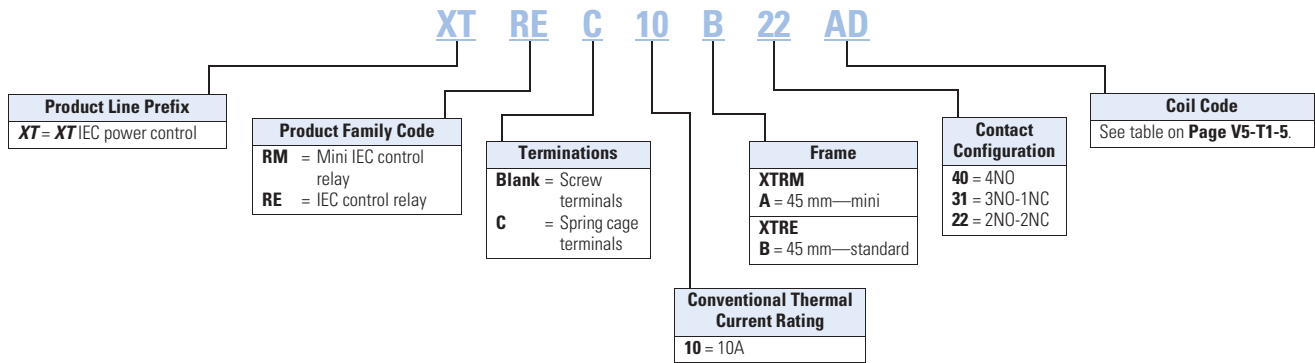 XT RE C 10 B 22 AD
Product Line Prefix
XT = XT IEC power control
Product Family Code
RM = Mini IEC control
relay
RE = IEC control relay
Terminations
Blank = Screw
terminals
C = Spring cage
terminals
Conventional Thermal
Current Rating
10 = 10A
Frame
XTRM
A = 45 mm—mini
XTRE
B = 45 mm—standard
Contact
Configuration
40 = 4NO
31 = 3NO-1NC
22 = 2NO-2NC
Coil Code
See table on Page V5-T1-5.